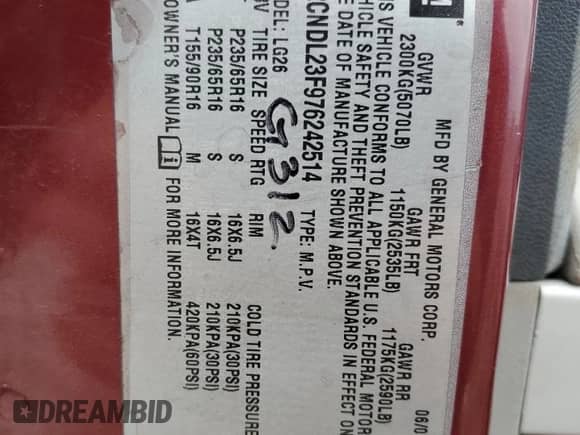 GM
MFD BY GENERAL MOTORS CORP. 06/0
GVWR GAWR FRT GAWR RR
2300KG(5070LB) 1150KG(2535LB) 1175KG(2590LB)
IS VEHICLE CONFORMS TO ALL APPLICABLE U.S. FEDERAL MOTOR
HICLE SAFETY AND THEFT PREVENTION STANDARDS IN EFFECT ON
DATE OF MANUFACTURE SHOWN ABOVE.
CNDL23F976242514 TYPE: M.P.V.
G312
MODEL: LG26
MV TIRE SIZE SPEED RTG RIM COLD TIRE PRESSURE
P235/65R16 S 16X6.5J 210KPA(30PSI)
P235/65R16 S 16X6.5J 210KPA(30PSI)
T155/90R16 M 16X4T 420KPA(60PSI)
OWNER'S MANUAL FOR MORE INFORMATION.
DREAMBID